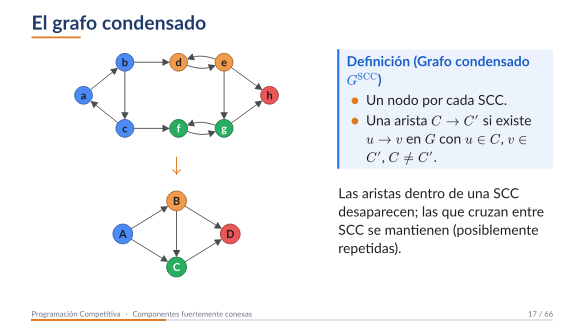 El grafo condensado
b
d
e
a
h
c
f
g
B
A
D
C
Definición (Grafo condensado
G^SCC)
Un nodo por cada SCC.
Una arista C → C′ si existe
u → v en G con u ∈ C, v ∈
C′, C ≠ C′.
Las aristas dentro de una SCC
desaparecen; las que cruzan entre
SCC se mantienen (posiblemente
repetidas).
Programación Competitiva · Componentes fuertemente conexas
17 / 66